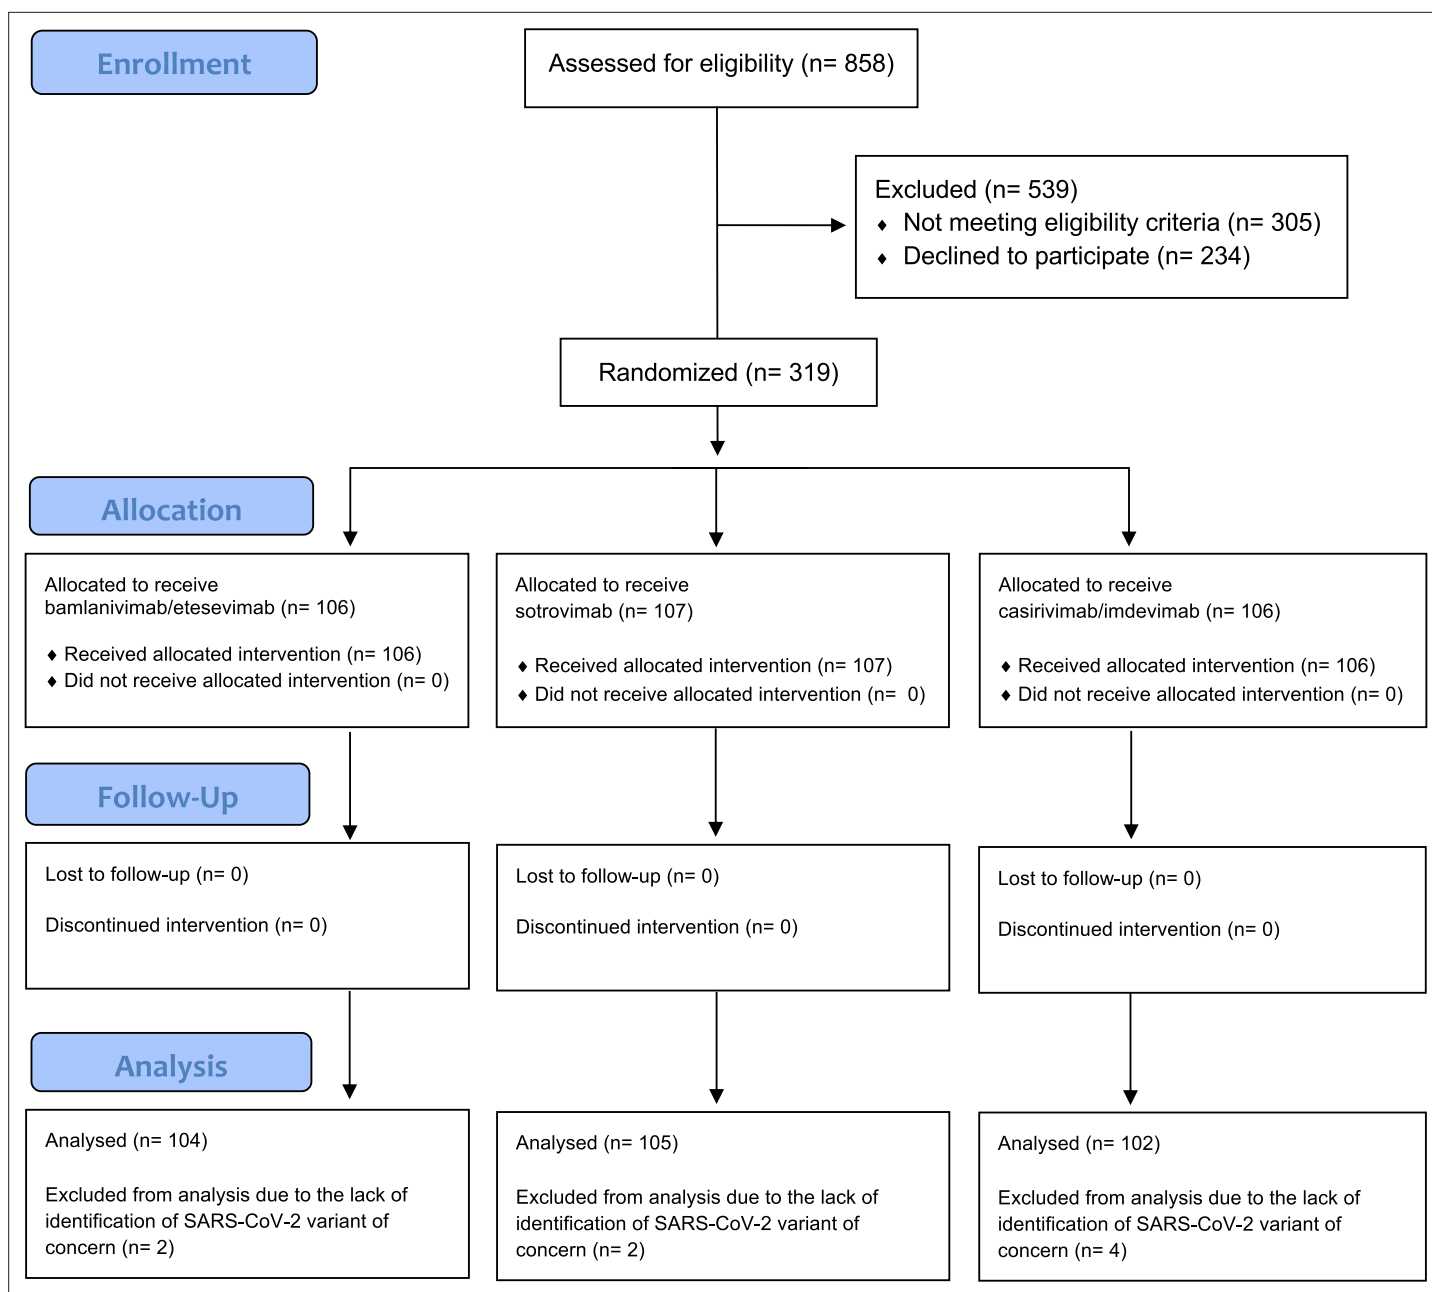 Enrollment
Assessed for eligibility (n= 858)
Excluded (n= 539)
♦ Not meeting eligibility criteria (n= 305)
♦ Declined to participate (n= 234)
Randomized (n= 319)
Allocation
Allocated to receive
bamlanivimab/etesevimab (n= 106)
♦ Received allocated intervention (n= 106)
♦ Did not receive allocated intervention (n= 0)
Allocated to receive
sotrovimab (n= 107)
♦ Received allocated intervention (n= 107)
♦ Did not receive allocated intervention (n=  0)
Allocated to receive
casirivimab/imdevimab (n= 106)
♦ Received allocated intervention (n= 106)
♦ Did not receive allocated intervention (n= 0)
Follow-Up
Lost to follow-up (n= 0)
Discontinued intervention (n= 0)
Lost to follow-up (n= 0)
Discontinued intervention (n= 0)
Lost to follow-up (n= 0)
Discontinued intervention (n= 0)
Analysis
Analysed (n= 104)
Excluded from analysis due to the lack of
identification of SARS-CoV-2 variant of
concern (n= 2)
Analysed (n= 105)
Excluded from analysis due to the lack of
identification of SARS-CoV-2 variant of
concern (n= 2)
Analysed (n= 102)
Excluded from analysis due to the lack of
identification of SARS-CoV-2 variant of
concern (n= 4)